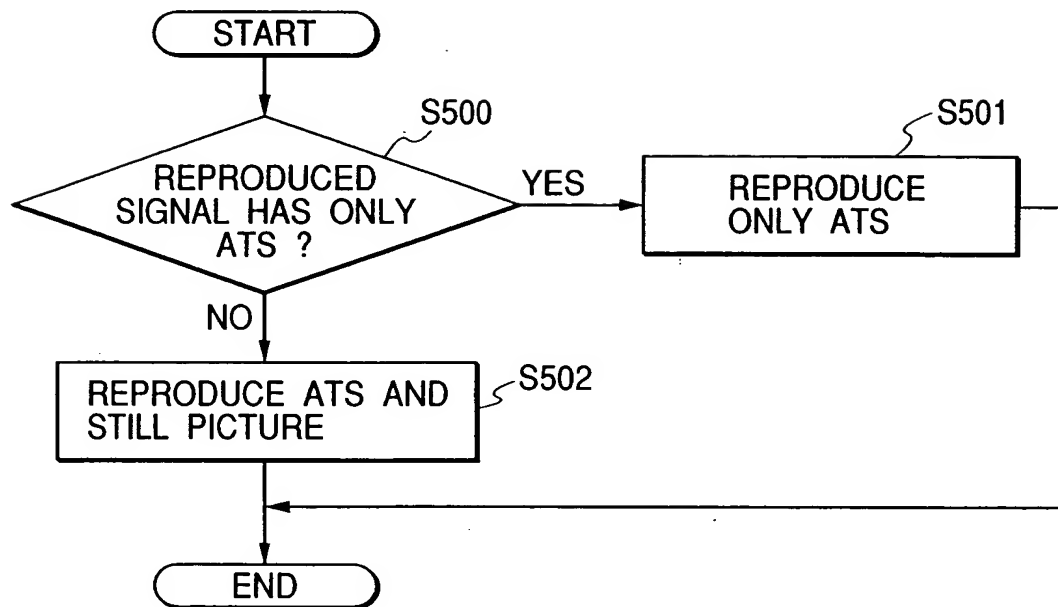 START
S500
REPRODUCED
SIGNAL HAS ONLY
ATS ?
YES
S501
REPRODUCE
ONLY ATS
NO
S502
REPRODUCE ATS AND
STILL PICTURE
END